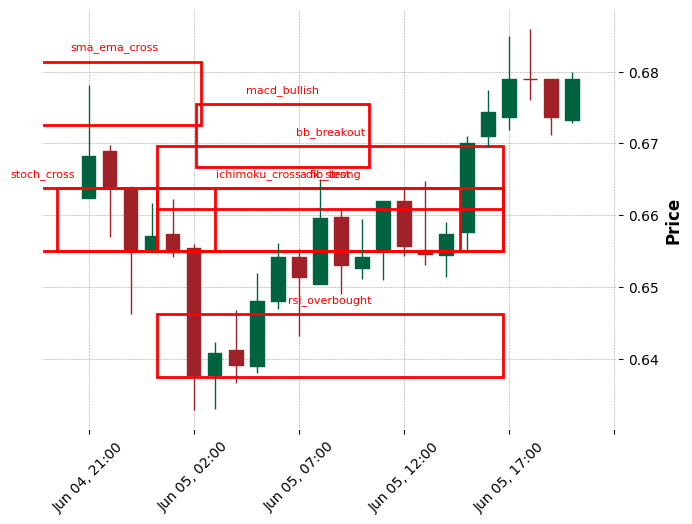 sma_ema_cross
macd_bullish
bb_breakout
stoch_cross
ichimoku_cross
adx_strong
rsi_overbought
0.68
0.67
0.66
0.65
0.64
Price
Jun 04, 21:00
Jun 05, 02:00
Jun 05, 07:00
Jun 05, 12:00
Jun 05, 17:00